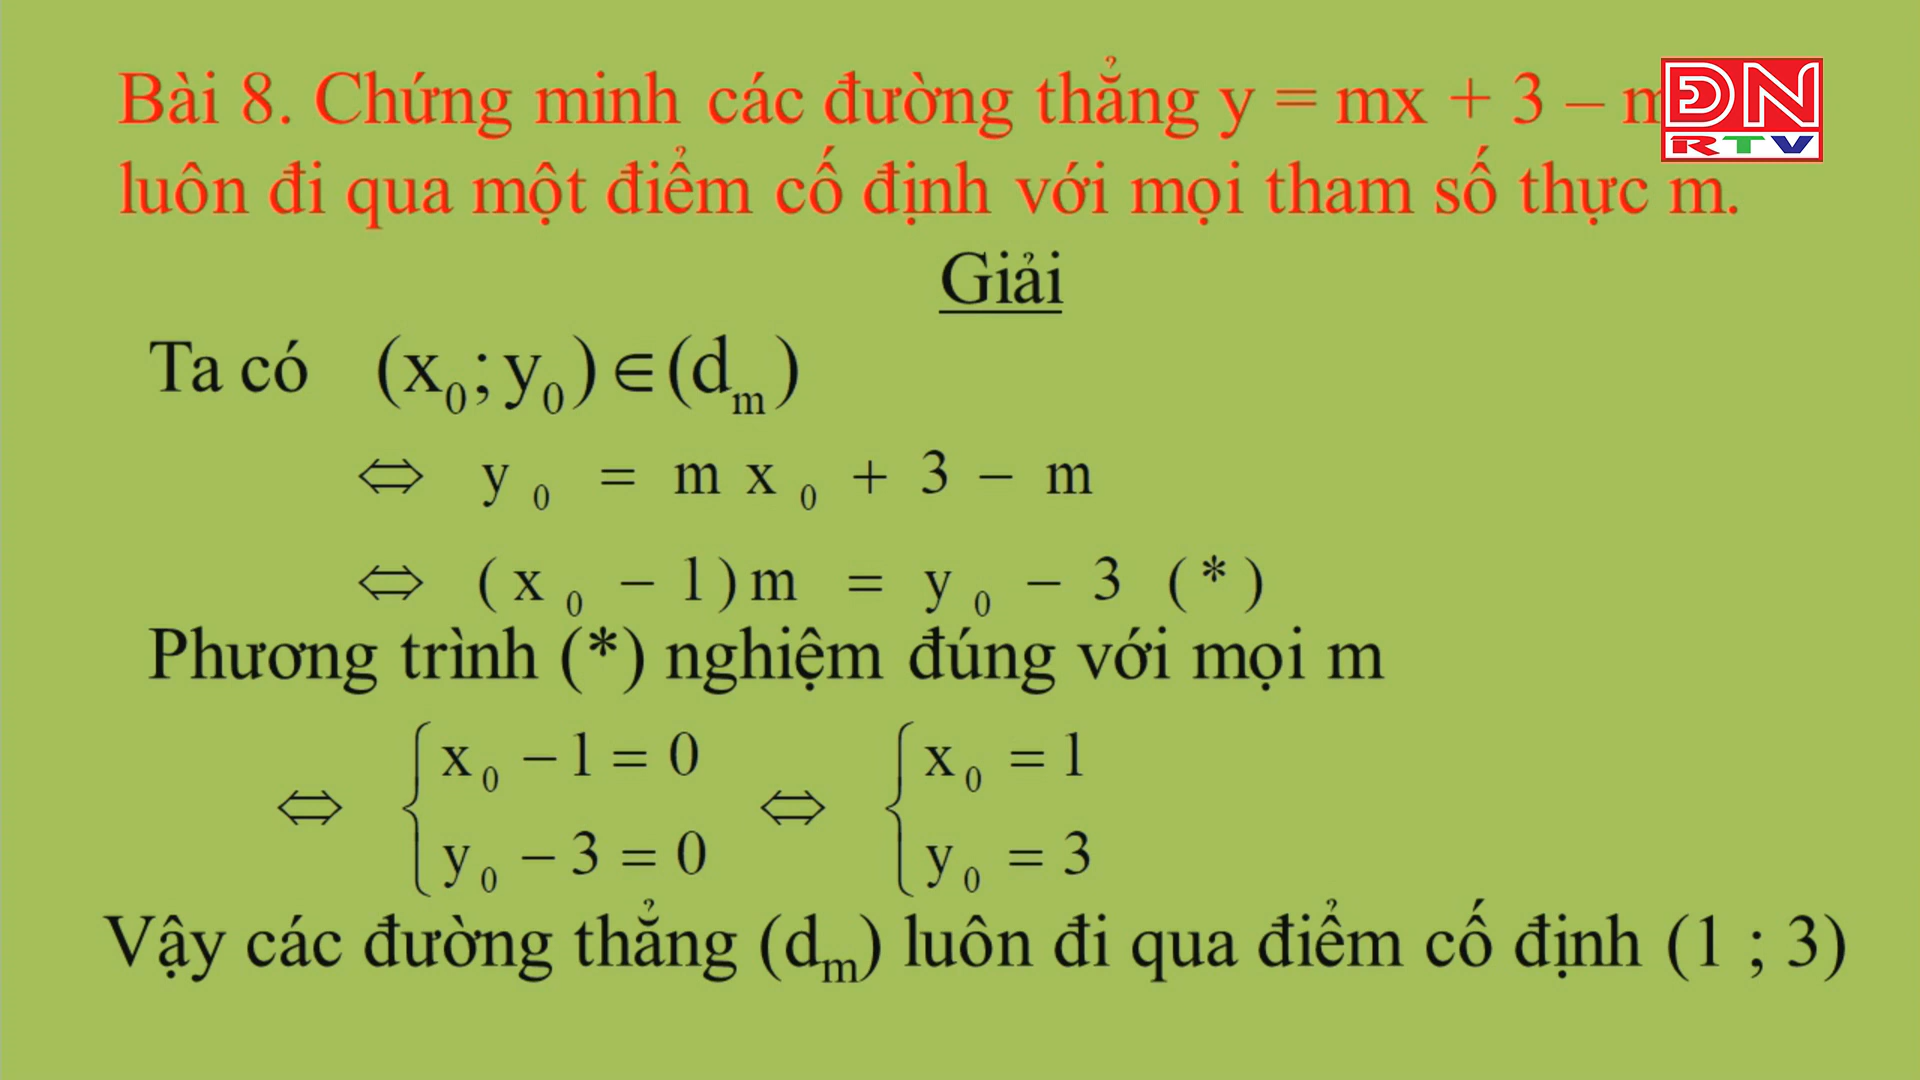 Bài 8. Chứng minh các đường thẳng y = mx + 3 – m
ĐN
RTV
luôn đi qua một điểm cố định với mọi tham số thực m.
Giải
Ta có (x₀; y₀) ∈ (dₘ)
⇔ y₀ = mx₀ + 3 – m
⇔ (x₀ – 1)m = y₀ – 3 (*)
Phương trình (*) nghiệm đúng với mọi m
⇔ { x₀ – 1 = 0 ⇔ { x₀ = 1
y₀ – 3 = 0 y₀ = 3
Vậy các đường thẳng (dₘ) luôn đi qua điểm cố định (1 ; 3)